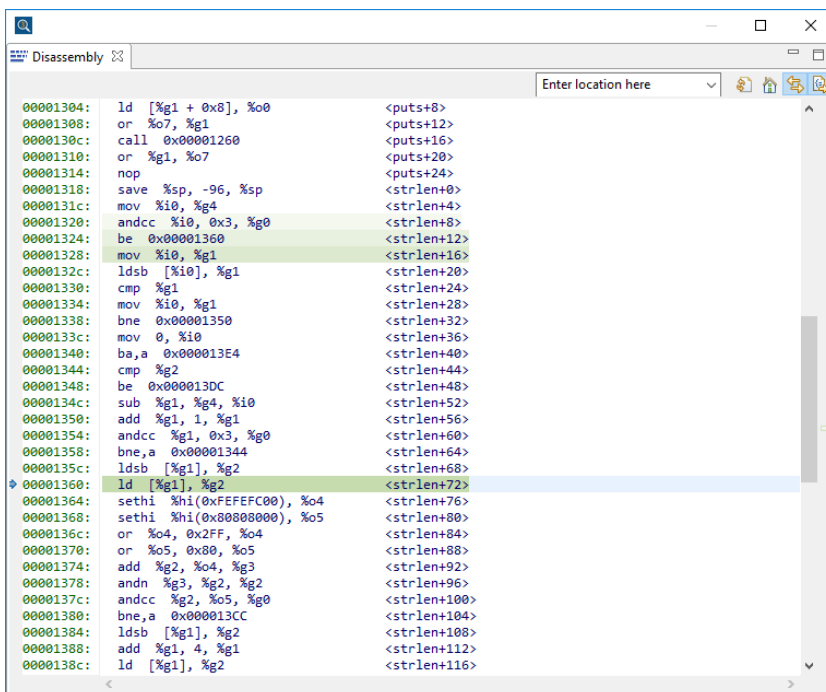 Disassembly
Enter location here
00001304: ld [%g1 + 0x8], %o0 <puts+8>
00001308: or %o7, %g1 <puts+12>
0000130c: call 0x00001260 <puts+16>
00001310: or %g1, %o7 <puts+20>
00001314: nop <puts+24>
00001318: save %sp, -96, %sp <strlen+0>
0000131c: mov %i0, %g4 <strlen+4>
00001320: andcc %i0, 0x3, %g0 <strlen+8>
00001324: be 0x00001360 <strlen+12>
00001328: mov %i0, %g1 <strlen+16>
0000132c: ldsb [%i0], %g1 <strlen+20>
00001330: cmp %g1 <strlen+24>
00001334: mov %i0, %g1 <strlen+28>
00001338: bne 0x00001350 <strlen+32>
0000133c: mov 0, %i0 <strlen+36>
00001340: ba,a 0x000013E4 <strlen+40>
00001344: cmp %g2 <strlen+44>
00001348: be 0x000013DC <strlen+48>
0000134c: sub %g1, %g4, %i0 <strlen+52>
00001350: add %g1, 1, %g1 <strlen+56>
00001354: andcc %g1, 0x3, %g0 <strlen+60>
00001358: bne,a 0x00001344 <strlen+64>
0000135c: ldsb [%g1], %g2 <strlen+68>
00001360: ld [%g1], %g2 <strlen+72>
00001364: sethi %hi(0xFEFEFC00), %o4 <strlen+76>
00001368: sethi %hi(0x80808000), %o5 <strlen+80>
0000136c: or %o4, 0x2FF, %o4 <strlen+84>
00001370: or %o5, 0x80, %o5 <strlen+88>
00001374: add %g2, %o4, %g3 <strlen+92>
00001378: andn %g3, %g2, %g2 <strlen+96>
0000137c: andcc %g2, %o5, %g0 <strlen+100>
00001380: bne,a 0x000013CC <strlen+104>
00001384: ldsb [%g1], %g2 <strlen+108>
00001388: add %g1, 4, %g1 <strlen+112>
0000138c: ld [%g1], %g2 <strlen+116>